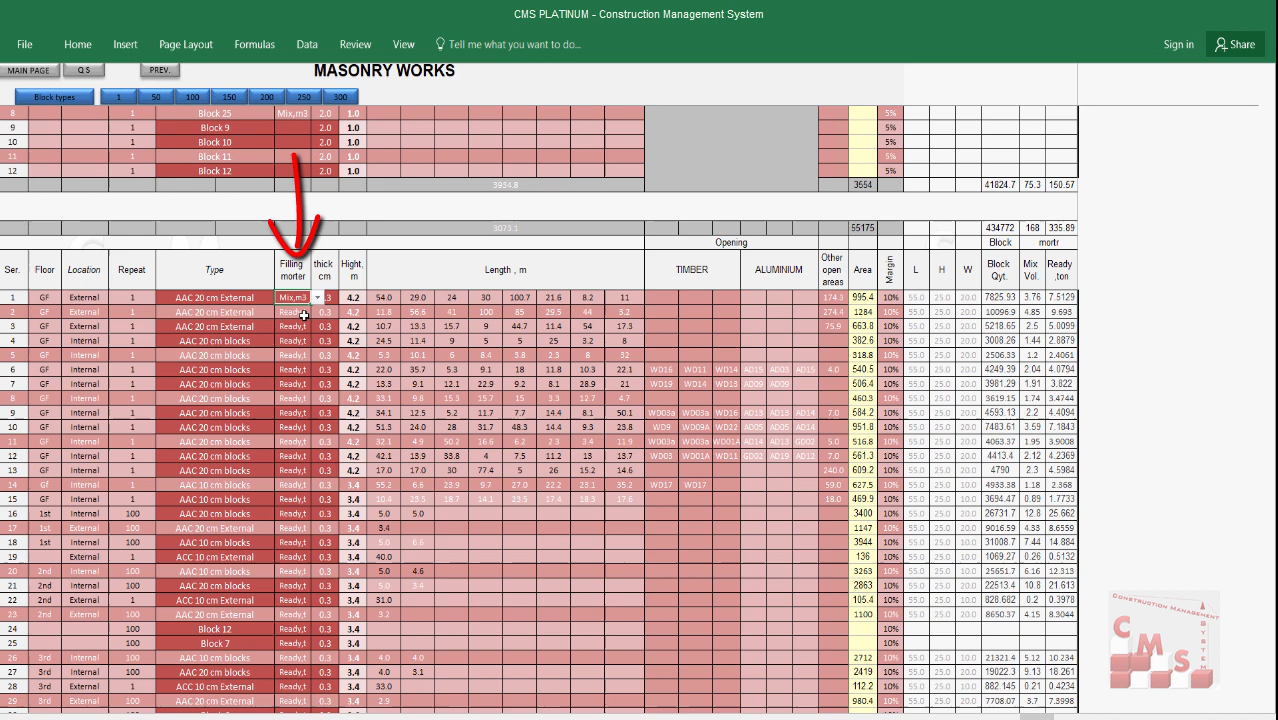 CMS PLATINUM - Construction Management System
File Home Insert Page Layout Formulas Data Review View Tell me what you want to do... Sign in Share
MAIN PAGE Q S PREV. MASONRY WORKS
Block types 1 50 100 150 200 250 300
8 1 Block 25 Mix,m3 2.0 1.0 5%
9 1 Block 9 2.0 1.0 5%
10 1 Block 10 2.0 1.0 5%
11 1 Block 11 2.0 1.0 5%
12 1 Block 12 2.0 1.0 5%
3934.8 3554 41824.7 75.3 150.57
3073.1 55175 434772 168 335.89
Opening Block mortr
Ser. Floor Location Repeat Type Filling morter thick cm Hight, m Length , m TIMBER ALUMINIUM Other open areas Area Margin L H W Block Qyt. Mix Vol. Ready ,ton
1 GF External 1 AAC 20 cm External Mix,m3 .3 4.2 54.0 29.0 24 30 100.7 21.6 8.2 11 174.3 995.4 10% 55.0 25.0 20.0 7825.93 3.76 7.5129
2 GF External 1 AAC 20 cm External Ready,t 0.3 4.2 11.8 56.6 41 100 85 29.5 44 3.2 274.4 1284 10% 55.0 25.0 20.0 10096.9 4.85 9.693
3 GF External 1 AAC 20 cm External Ready,t 0.3 4.2 10.7 13.3 15.7 9 44.7 11.4 54 17.3 75.9 663.8 10% 55.0 25.0 20.0 5218.65 2.5 5.0099
4 GF Internal 1 AAC 20 cm blocks Ready,t 0.3 4.2 24.5 11.4 9 5 5 25 3.2 8 382.6 10% 55.0 25.0 20.0 3008.26 1.44 2.8879
5 GF Internal 1 AAC 20 cm blocks Ready,t 0.3 4.2 5.3 10.1 6 8.4 3.8 2.3 8 32 318.8 10% 55.0 25.0 20.0 2506.33 1.2 2.4061
6 GF Internal 1 AAC 20 cm blocks Ready,t 0.3 4.2 22.0 35.7 5.3 9.1 18 11.8 10.3 22.1 WD16 WD11 WD14 AD15 AD03 AD15 4.0 540.5 10% 55.0 25.0 20.0 4249.39 2.04 4.0794
7 GF Internal 1 AAC 20 cm blocks Ready,t 0.3 4.2 13.3 9.1 12.1 22.9 9.2 8.1 28.9 21 WD19 WD14 WD13 AD09 AD09 506.4 10% 55.0 25.0 20.0 3981.29 1.91 3.822
8 GF Internal 1 AAC 20 cm blocks Ready,t 0.3 4.2 33.1 9.8 15.3 15.7 15 3.3 12.7 4.7 460.3 10% 55.0 25.0 20.0 3619.15 1.74 3.4744
9 GF Internal 1 AAC 20 cm blocks Ready,t 0.3 4.2 34.1 12.5 5.2 11.7 7.7 14.4 8.1 50.1 WD03a WD03a WD16 AD13 AD13 AD14 7.0 584.2 10% 55.0 25.0 20.0 4593.13 2.2 4.4094
10 GF Internal 1 AAC 20 cm blocks Ready,t 0.3 4.2 51.3 24.0 28 31.7 48.3 14.4 9.3 23.8 WD9 WD09A WD22 AD05 AD05 AD14 951.8 10% 55.0 25.0 20.0 7483.61 3.59 7.1843
11 GF Internal 1 AAC 20 cm blocks Ready,t 0.3 4.2 32.1 4.9 50.2 16.6 6.2 2.3 3.4 11.9 WD03a WD03a WD01A AD14 AD13 GD02 5.0 516.8 10% 55.0 25.0 20.0 4063.37 1.95 3.9008
12 GF Internal 1 AAC 20 cm blocks Ready,t 0.3 4.2 42.1 13.9 33.8 4 7.5 11.2 13 13.7 WD03 WD01A WD11 GD02 AD19 AD12 7.0 561.3 10% 55.0 25.0 20.0 4413.4 2.12 4.2369
13 GF Internal 1 AAC 20 cm blocks Ready,t 0.3 4.2 17.0 17.0 30 77.4 5 26 15.2 14.6 240.0 609.2 10% 55.0 25.0 20.0 4790 2.3 4.5984
14 Gf Internal 1 AAC 10 cm blocks Ready,t 0.3 3.4 55.2 6.6 23.9 9.7 27.0 22.2 23.1 35.2 WD17 WD17 59.0 627.5 10% 55.0 25.0 10.0 4933.38 1.18 2.368
15 GF Internal 1 AAC 10 cm blocks Ready,t 0.3 3.4 10.4 23.5 18.7 14.1 23.5 17.4 18.3 17.6 18.0 469.9 10% 55.0 25.0 10.0 3694.47 0.89 1.7733
16 1st Internal 100 AAC 20 cm blocks Ready,t 0.3 3.4 5.0 5.0 3400 10% 55.0 25.0 20.0 26731.7 12.8 25.662
17 1st External 100 AAC 20 cm External Ready,t 0.3 3.4 3.4 1147 10% 55.0 25.0 20.0 9016.59 4.33 8.6559
18 1st Internal 100 AAC 10 cm blocks Ready,t 0.3 3.4 5.0 6.6 3944 10% 55.0 25.0 10.0 31008.7 7.44 14.884
19 External 1 ACC 10 cm External Ready,t 0.3 3.4 40.0 136 10% 55.0 25.0 10.0 1069.27 0.26 0.5132
20 2nd Internal 100 AAC 10 cm blocks Ready,t 0.3 3.4 5.0 4.6 3263 10% 55.0 25.0 10.0 25651.7 6.16 12.313
21 2nd Internal 100 AAC 20 cm blocks Ready,t 0.3 3.4 5.0 3.4 2863 10% 55.0 25.0 20.0 22513.4 10.8 21.613
22 2nd External 1 ACC 10 cm External Ready,t 0.3 3.4 31.0 105.4 10% 55.0 25.0 10.0 828.682 0.2 0.3978
23 2nd External 100 AAC 20 cm External Ready,t 0.3 3.4 3.2 1100 10% 55.0 25.0 20.0 8650.37 4.15 8.3044
24 100 Block 12 Ready,t 0.3 3.4 10%
25 100 Block 7 Ready,t 0.3 3.4 10%
26 3rd Internal 100 AAC 10 cm blocks Ready,t 0.3 3.4 4.0 4.0 2712 10% 55.0 25.0 10.0 21321.4 5.12 10.234
27 3rd Internal 100 AAC 20 cm blocks Ready,t 0.3 3.4 4.0 3.1 2419 10% 55.0 25.0 20.0 19022.3 9.13 18.261
28 3rd External 1 ACC 10 cm External Ready,t 0.3 3.4 33.0 112.2 10% 55.0 25.0 10.0 882.145 0.21 0.4234
29 3rd External 100 AAC 20 cm External Ready,t 0.3 3.4 2.9 980.4 10% 55.0 25.0 20.0 7708.07 3.7 7.3998
CONSTRUCTION MANAGEMENT
SYSTEM
CMS